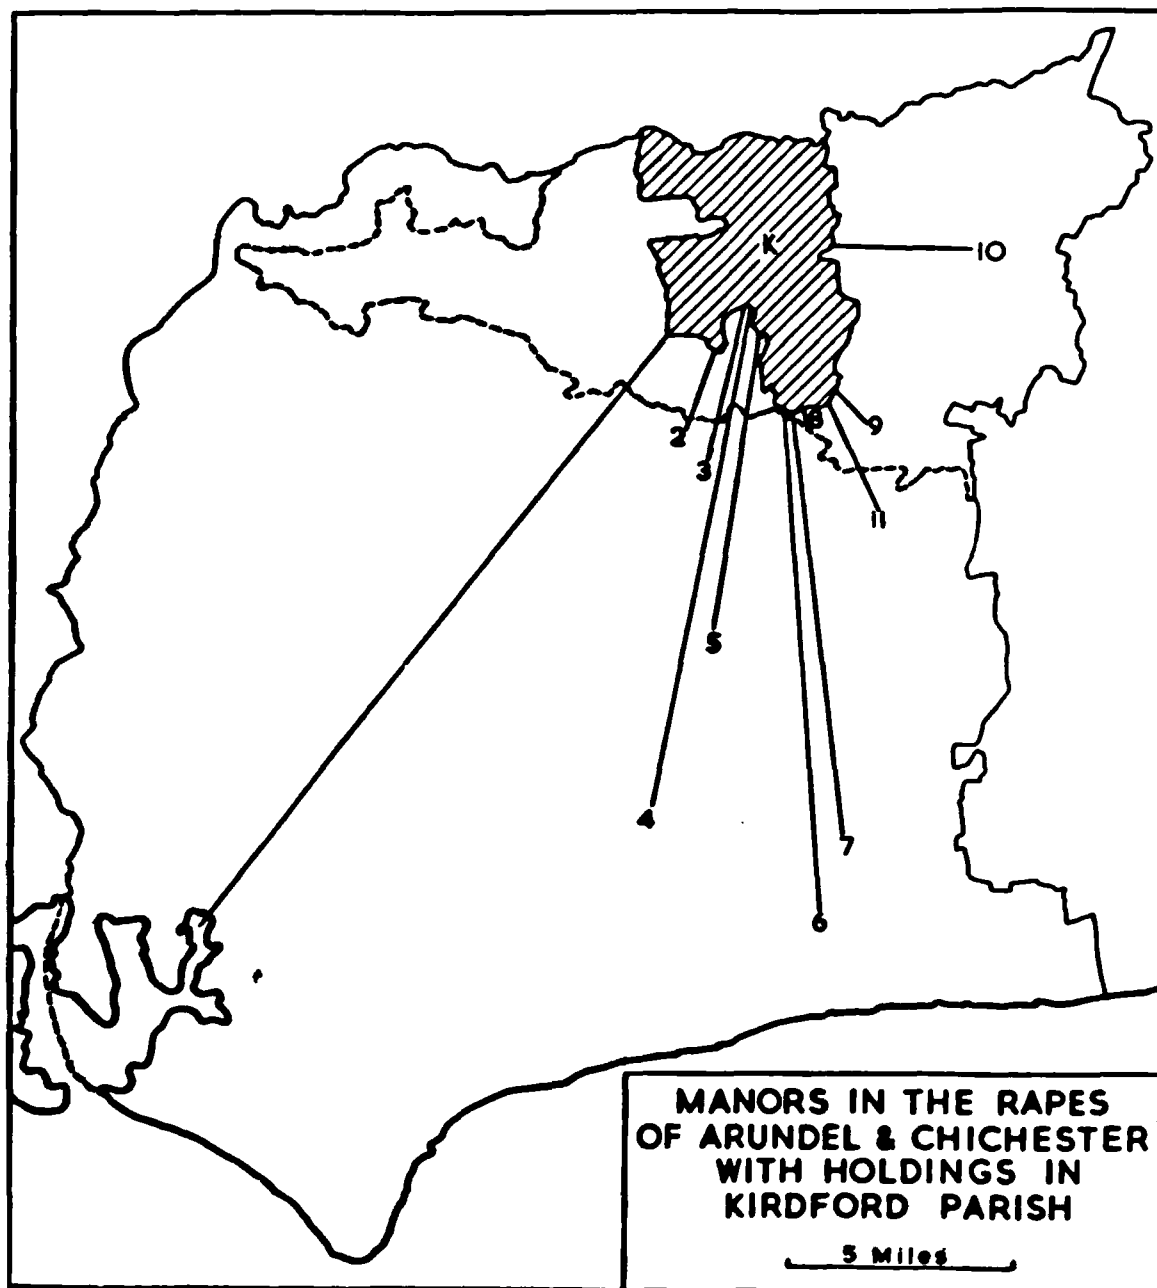 K
10
2
3
8
9
11
5
4
7
6
MANORS IN THE RAPES
OF ARUNDEL & CHICHESTER
WITH HOLDINGS IN
KIRDFORD PARISH
5 Miles